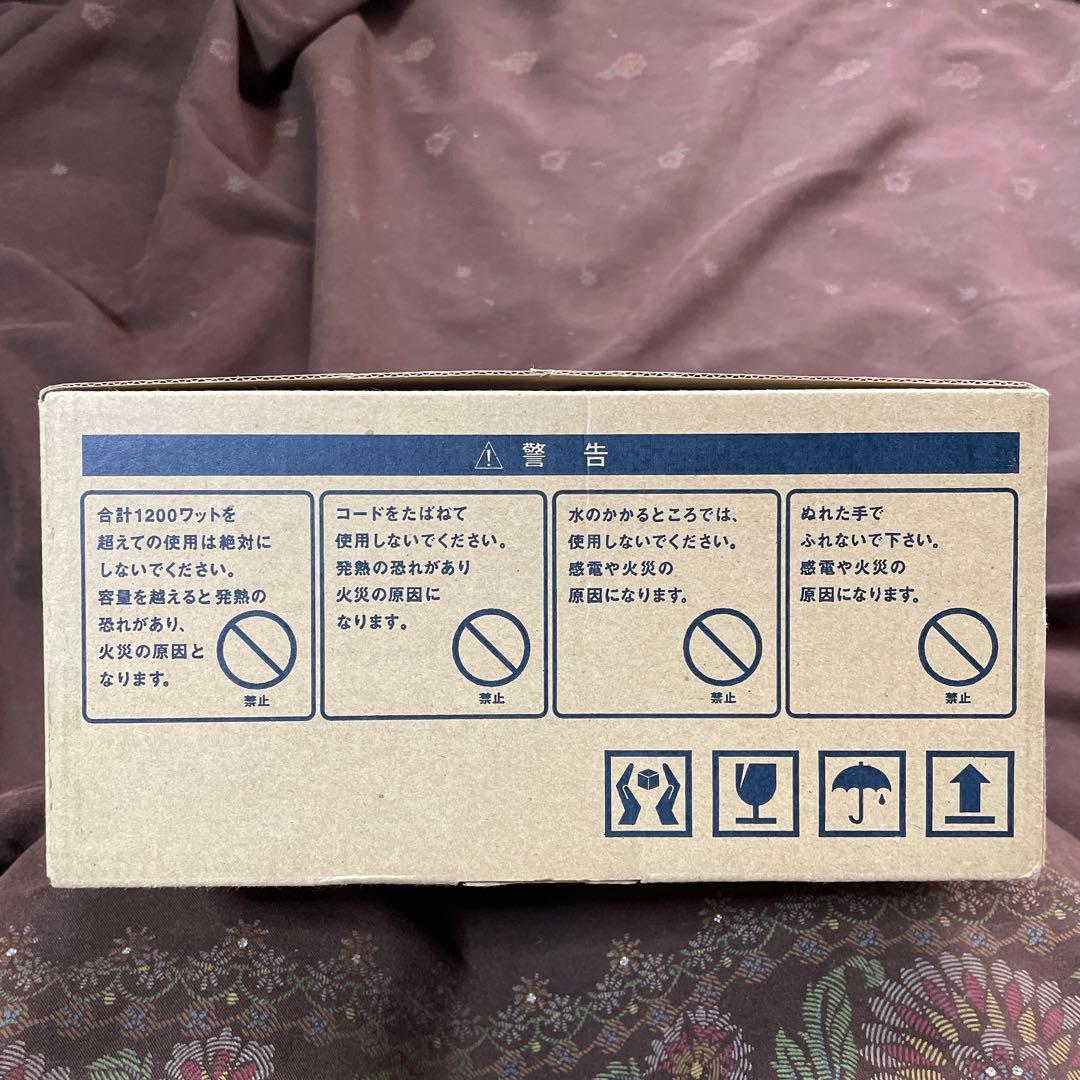 ⚠ 警告
合計1200ワットを
超えての使用は絶対に
しないでください。
容量を越えると発熱の
恐れがあり、
火災の原因と
なります。
禁止
コードをたばねて
使用しないでください。
発熱の恐れがあり
火災の原因に
なります。
禁止
水のかかるところでは、
使用しないでください。
感電や火災の
原因になります。
禁止
ぬれた手で
ふれないで下さい。
感電や火災の
原因になります。
禁止